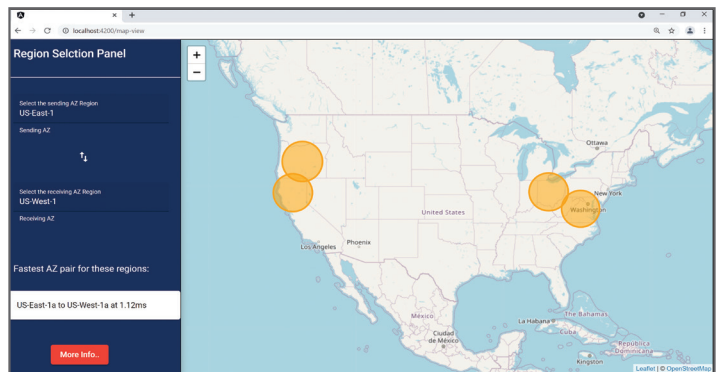 localhost:4200/map-view
Region Selction Panel
Select the sending AZ Region
US-East-1
Sending AZ
Select the receiving AZ Region
US-West-1
Receiving AZ
Fastest AZ pair for these regions:
US-East-1a to US-West-1a at 1.12ms
More Info..
+
−
Ottawa
New York
Washington
United States
Phoenix
Los Angeles
México
Ciudad
de México
La Habana
The Bahamas
Cuba
República
Dominicana
Kingston
Leaflet | © OpenStreetMap